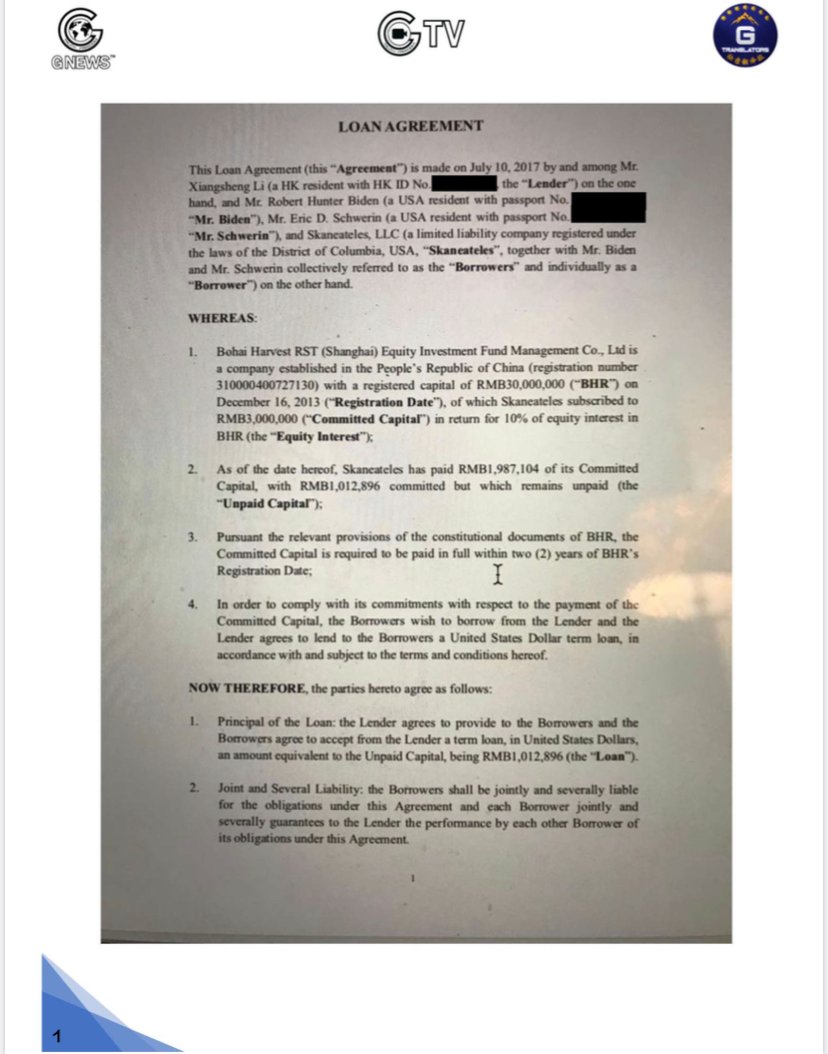 GNEWS™
GTV
G
TRANSLATORS
LOAN AGREEMENT
This Loan Agreement (this “Agreement”) is made on July 10, 2017 by and among Mr.
Xiangsheng Li (a HK resident with HK ID No. , the “Lender”) on the one
hand, and Mr. Robert Hunter Biden (a USA resident with passport No.
“Mr. Biden”), Mr. Eric D. Schwerin (a USA resident with passport No.
“Mr. Schwerin”), and Skaneateles, LLC (a limited liability company registered under
the laws of the District of Columbia, USA, “Skaneateles”, together with Mr. Biden
and Mr. Schwerin collectively referred to as the “Borrowers” and individually as a
“Borrower”) on the other hand.
WHEREAS:
1. Bohai Harvest RST (Shanghai) Equity Investment Fund Management Co., Ltd is
a company established in the People’s Republic of China (registration number
310000400727130) with a registered capital of RMB30,000,000 (“BHR”) on
December 16, 2013 (“Registration Date”), of which Skaneateles subscribed to
RMB3,000,000 (“Committed Capital”) in return for 10% of equity interest in
BHR (the “Equity Interest”);
2. As of the date hereof, Skaneateles has paid RMB1,987,104 of its Committed
Capital, with RMB1,012,896 committed but which remains unpaid (the
“Unpaid Capital”);
3. Pursuant the relevant provisions of the constitutional documents of BHR, the
Committed Capital is required to be paid in full within two (2) years of BHR’s
Registration Date;
4. In order to comply with its commitments with respect to the payment of the
Committed Capital, the Borrowers wish to borrow from the Lender and the
Lender agrees to lend to the Borrowers a United States Dollar term loan, in
accordance with and subject to the terms and conditions hereof.
NOW THEREFORE, the parties hereto agree as follows:
1. Principal of the Loan: the Lender agrees to provide to the Borrowers and the
Borrowers agree to accept from the Lender a term loan, in United States Dollars,
an amount equivalent to the Unpaid Capital, being RMB1,012,896 (the “Loan”).
2. Joint and Several Liability: the Borrowers shall be jointly and severally liable
for the obligations under this Agreement and each Borrower jointly and
severally guarantees to the Lender the performance by each other Borrower of
its obligations under this Agreement.
1
1